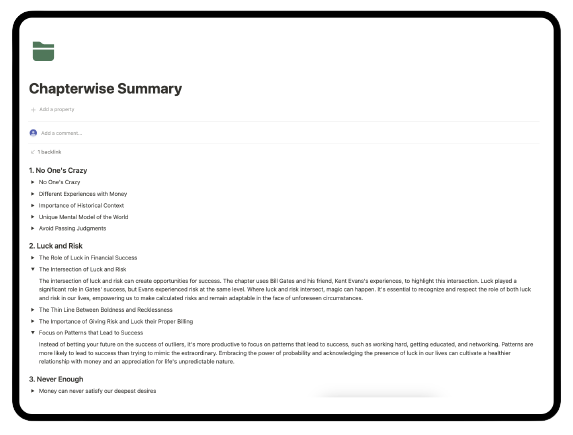 Chapterwise Summary
Add a property
Add a comment...
1 backlink
1. No One's Crazy
No One's Crazy
Different Experiences with Money
Importance of Historical Context
Unique Mental Model of the World
Avoid Passing Judgments
2. Luck and Risk
The Role of Luck in Financial Success
The Intersection of Luck and Risk
The intersection of luck and risk can create opportunities for success. The chapter uses Bill Gates and his friend, Kent Evans's experiences, to highlight this intersection. Luck played a
significant role in Gates' success, but Evans experienced risk at the same level. Where luck and risk intersect, magic can happen. It's essential to recognize and respect the role of both luck
and risk in our lives, empowering us to make calculated risks and remain adaptable in the face of unforeseen circumstances.
The Thin Line Between Boldness and Recklessness
The Importance of Giving Risk and Luck their Proper Billing
Focus on Patterns that Lead to Success
Instead of betting your future on the success of outliers, it's more productive to focus on patterns that lead to success, such as working hard, getting educated, and networking. Patterns are
more likely to lead to success than trying to mimic the extraordinary. Embracing the power of probability and acknowledging the presence of luck in our lives can cultivate a healthier
relationship with money and an appreciation for life's unpredictable nature.
3. Never Enough
Money can never satisfy our deepest desires